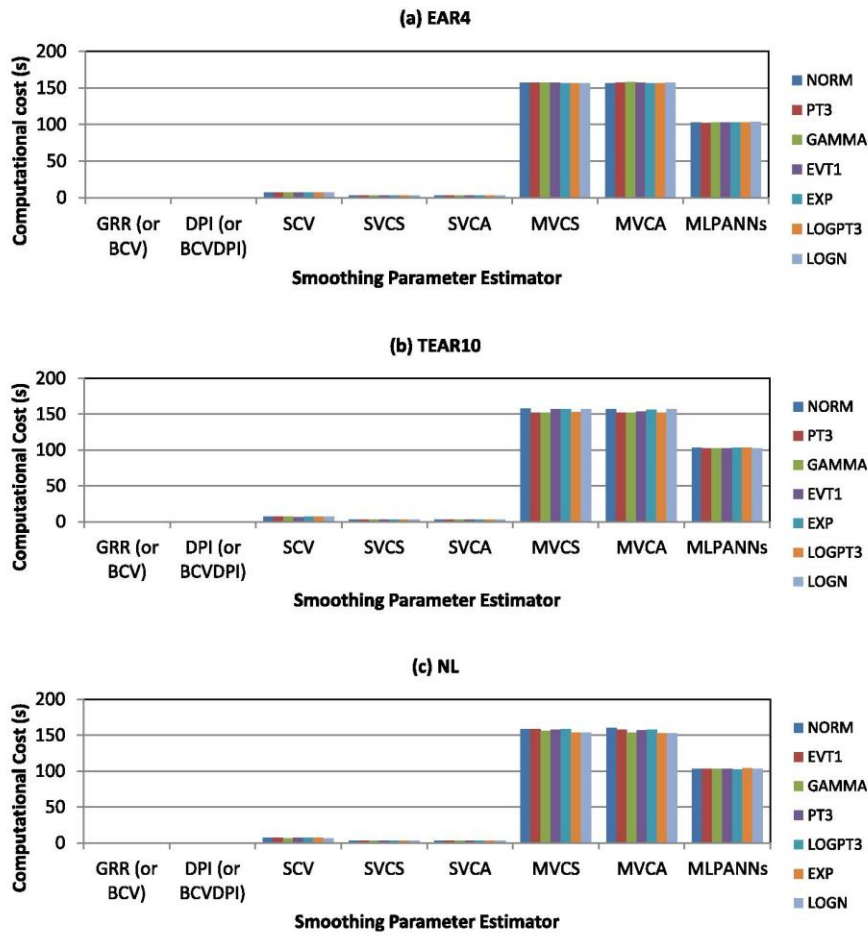 (a) EAR4
Computational cost (s)
200
150
100
50
0
GRR (or BCV)
DPI (or BCVDPI)
SCV
SVCS
SVCA
MVCS
MVCA
MLPANNs
Smoothing Parameter Estimator
NORM
PT3
GAMMA
EVT1
EXP
LOGPT3
LOGN
(b) TEAR10
Computational Cost (s)
200
150
100
50
0
GRR (or BCV)
DPI (or BCVDPI)
SCV
SVCS
SVCA
MVCS
MVCA
MLPANNs
Smoothing Parameter Estimator
NORM
PT3
GAMMA
EVT1
EXP
LOGPT3
LOGN
(c) NL
Computational Cost (s)
200
150
100
50
0
GRR (or BCV)
DPI (or BCVDPI)
SCV
SVCS
SVCA
MVCS
MVCA
MLPANNs
Smoothing Parameter Estimator
NORM
EVT1
GAMMA
PT3
LOGPT3
EXP
LOGN